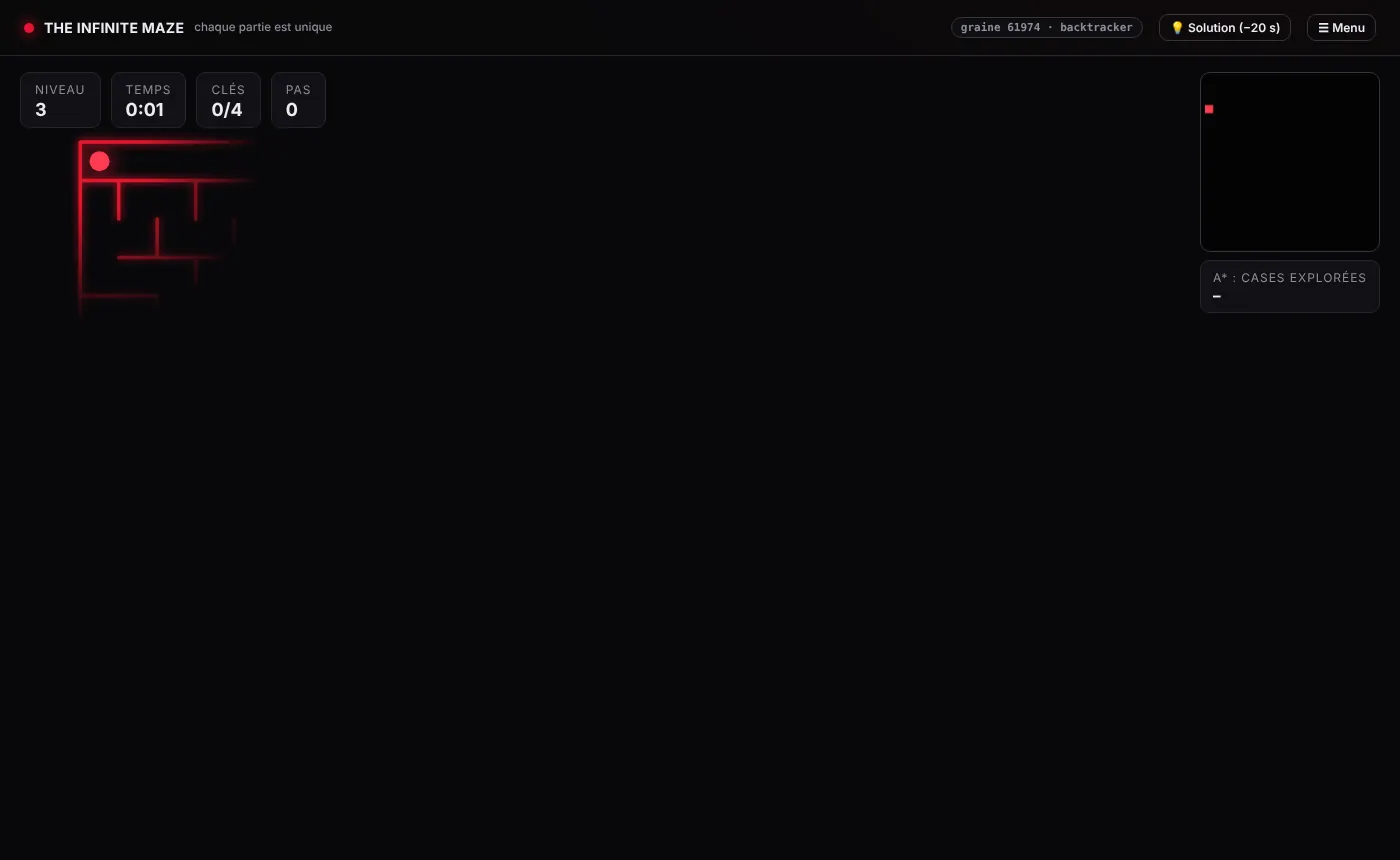 THE INFINITE MAZE chaque partie est unique
graine 61974 · backtracker
💡 Solution (−20 s)
☰ Menu
NIVEAU
3
TEMPS
0:01
CLÉS
0/4
PAS
0
A* : CASES EXPLORÉES
–